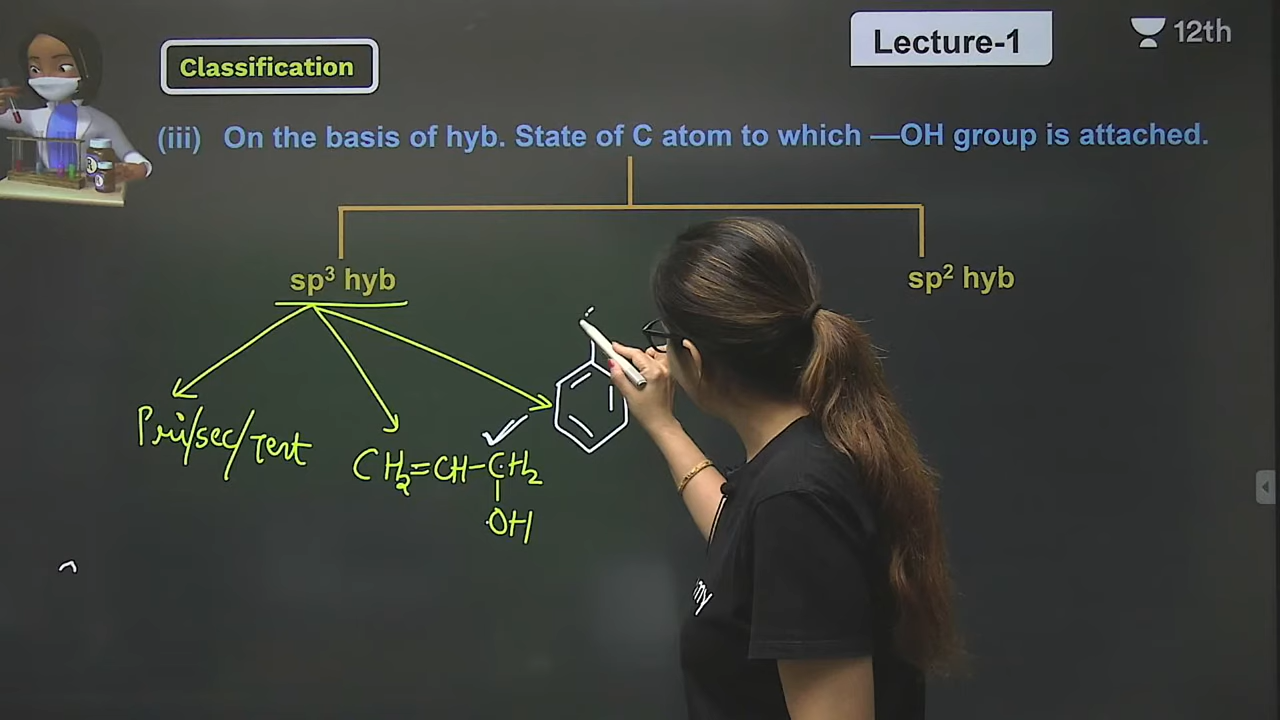 Lecture-1
12th
Classification
(iii) On the basis of hyb. State of C atom to which —OH group is attached.
sp³ hyb
sp² hyb
Pri/sec/Tert
CH₂=CH-CH₂
OH